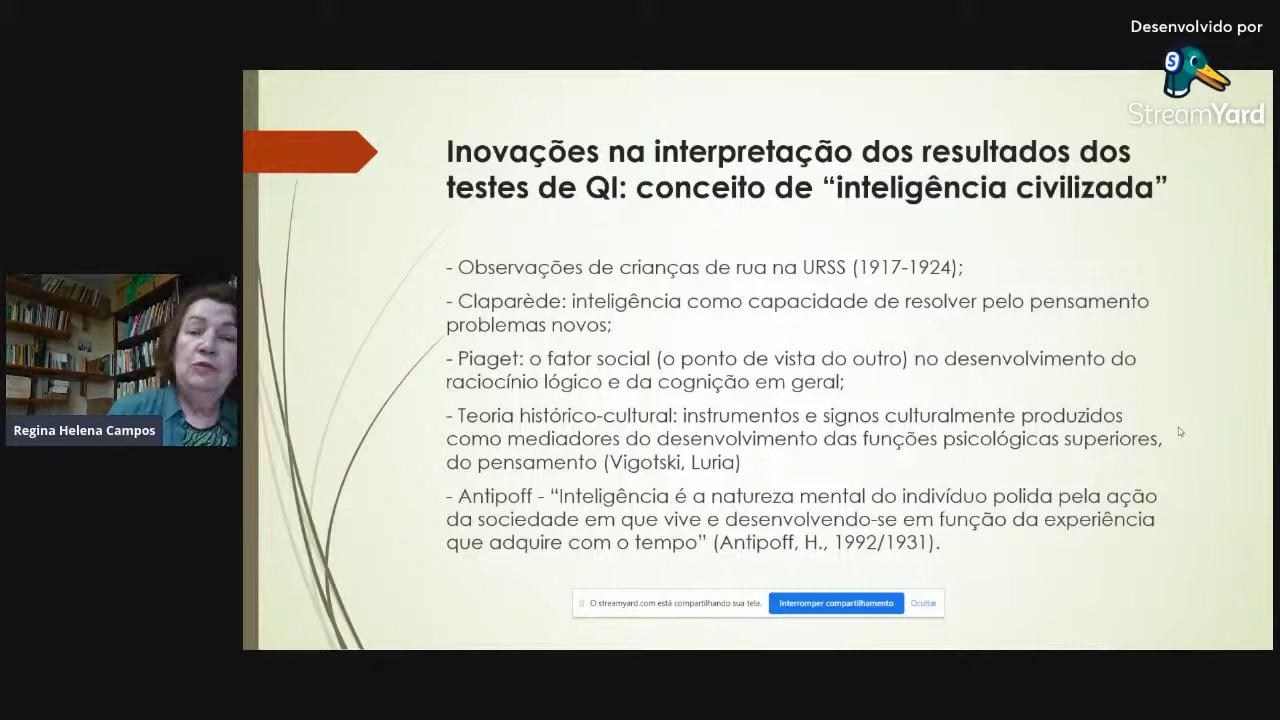 Desenvolvido por
StreamYard
Inovações na interpretação dos resultados dos
testes de QI: conceito de “inteligência civilizada”
- Observações de crianças de rua na URSS (1917-1924);
- Claparède: inteligência como capacidade de resolver pelo pensamento
problemas novos;
- Piaget: o fator social (o ponto de vista do outro) no desenvolvimento do
raciocínio lógico e da cognição em geral;
- Teoria histórico-cultural: instrumentos e signos culturalmente produzidos
como mediadores do desenvolvimento das funções psicológicas superiores,
do pensamento (Vigotski, Luria)
- Antipoff - “Inteligência é a natureza mental do indivíduo polida pela ação
da sociedade em que vive e desenvolvendo-se em função da experiência
que adquire com o tempo” (Antipoff, H., 1992/1931).
Regina Helena Campos
O streamyard.com está compartilhando sua tela. Interromper compartilhamento Ocultar